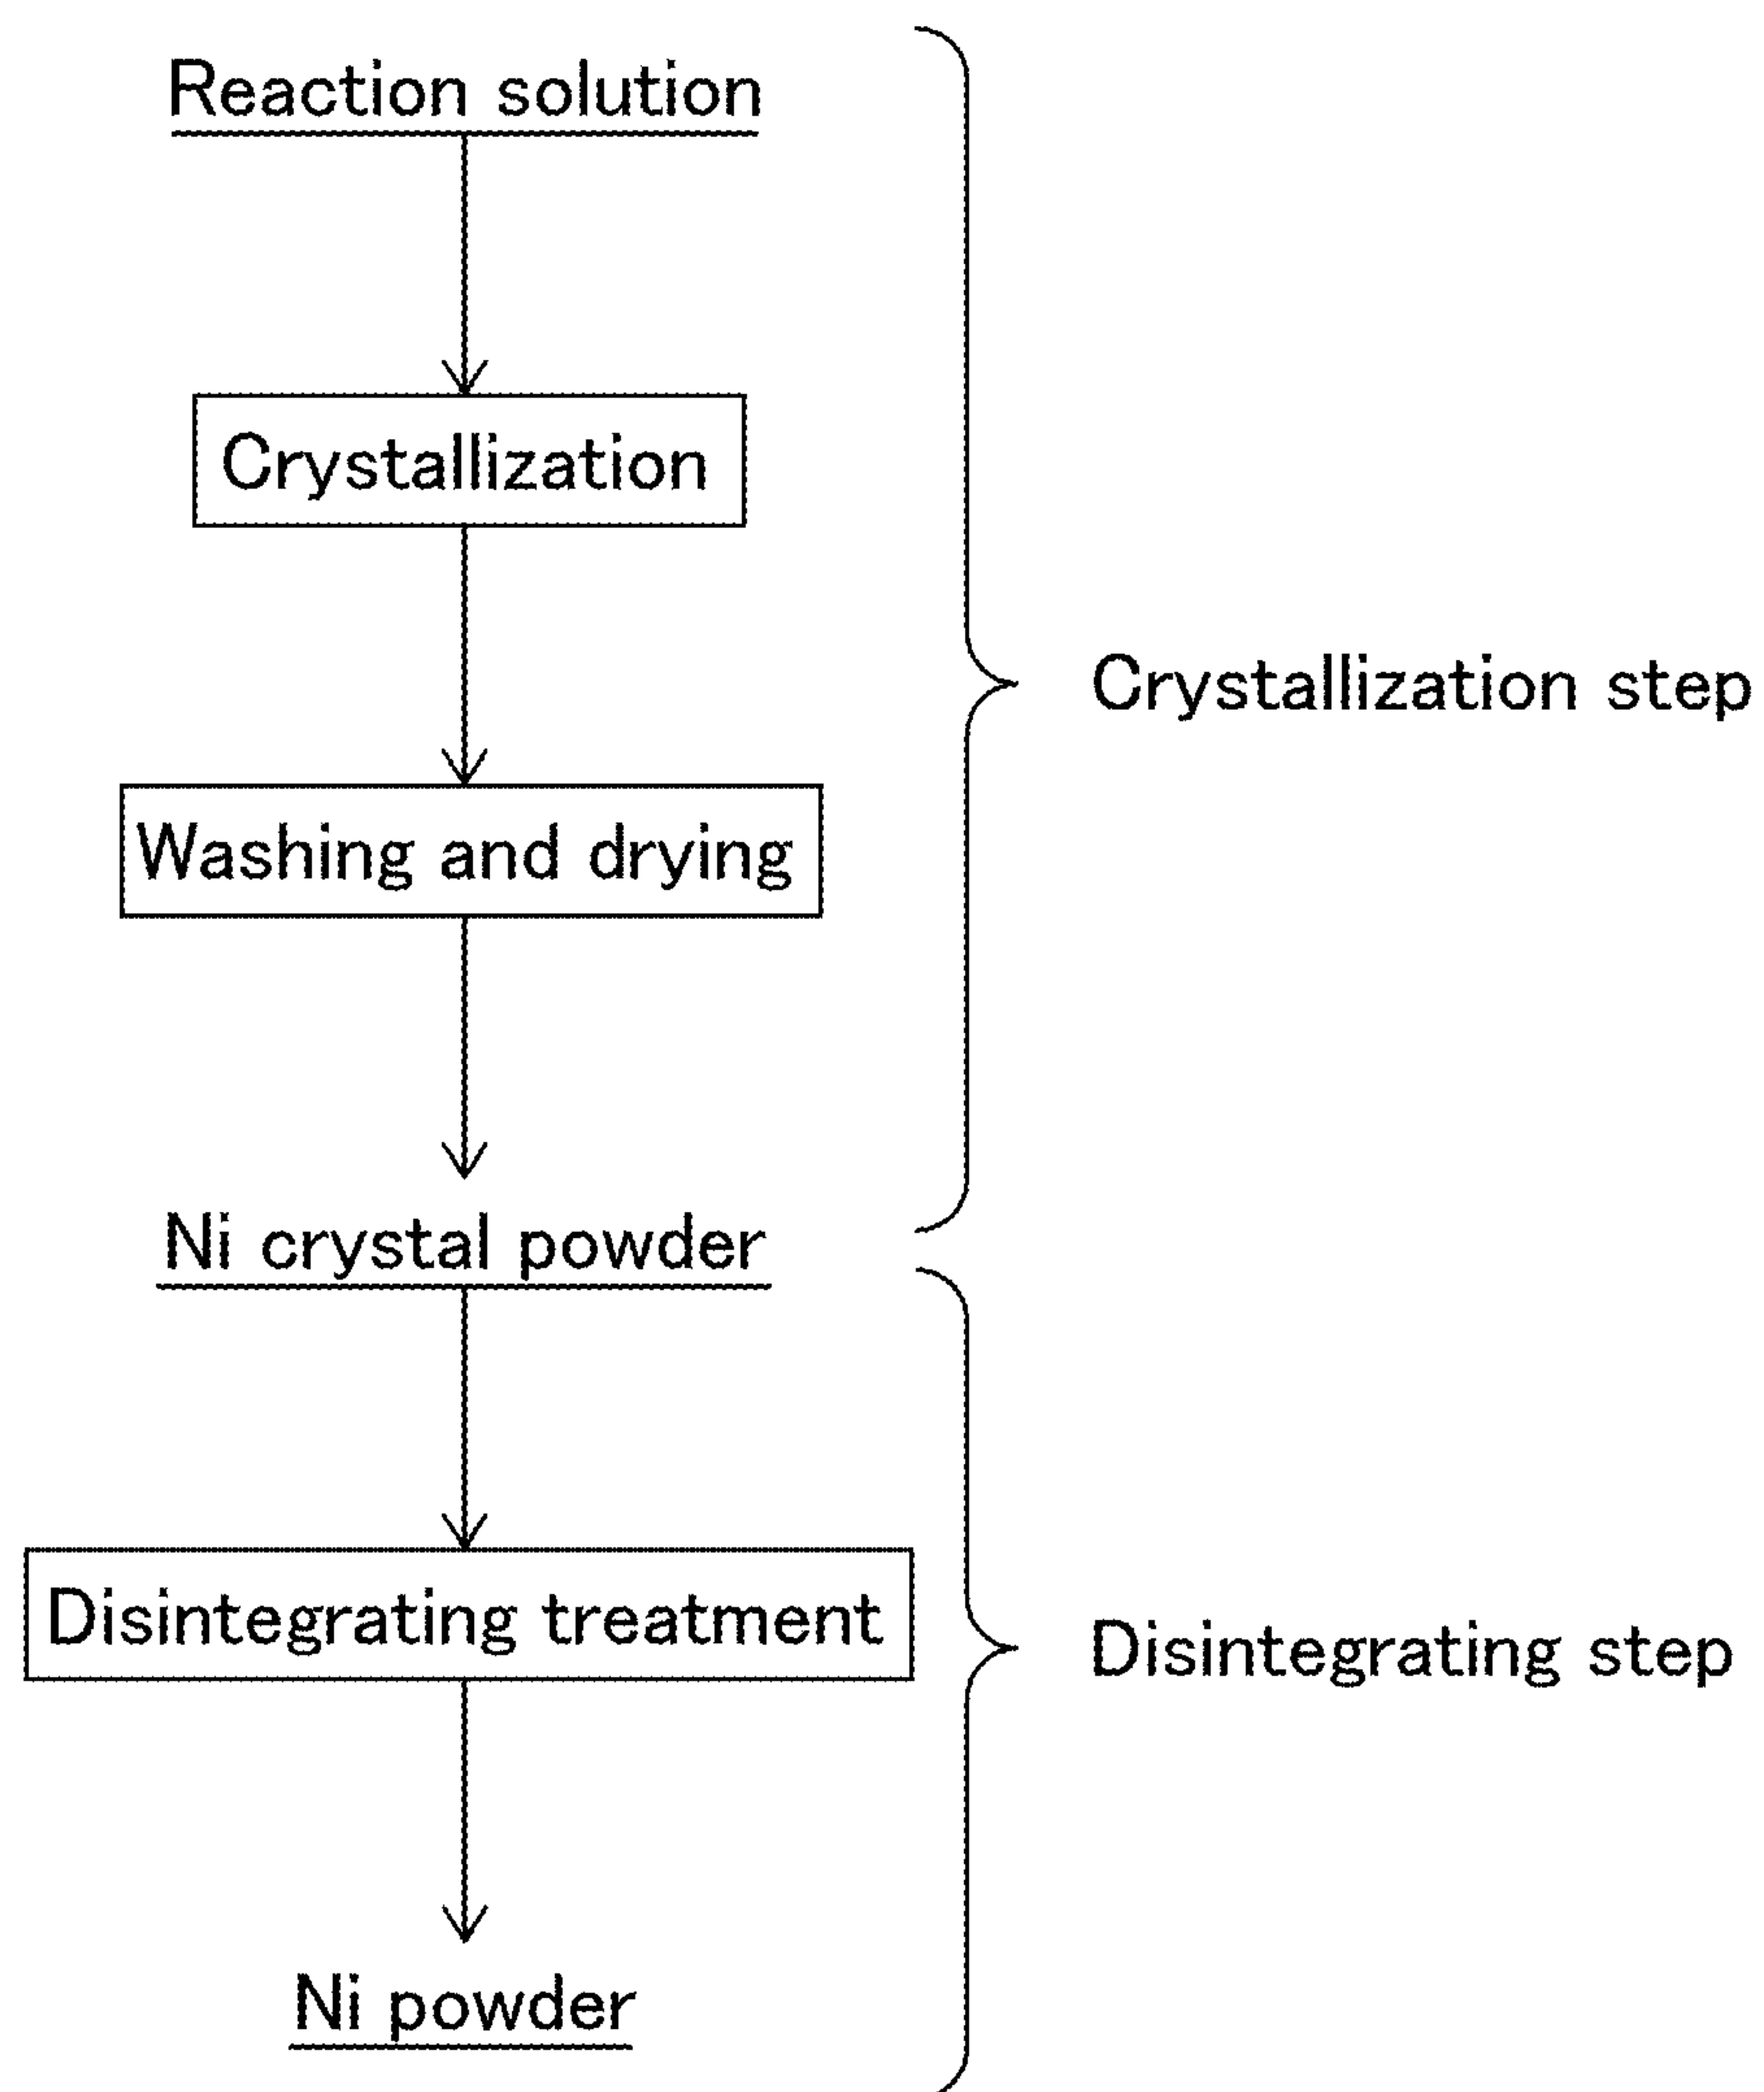 Reaction solution
Crystallization
Crystallization step
Washing and drying
Ni crystal powder
Disintegrating treatment
Disintegrating step
Ni powder